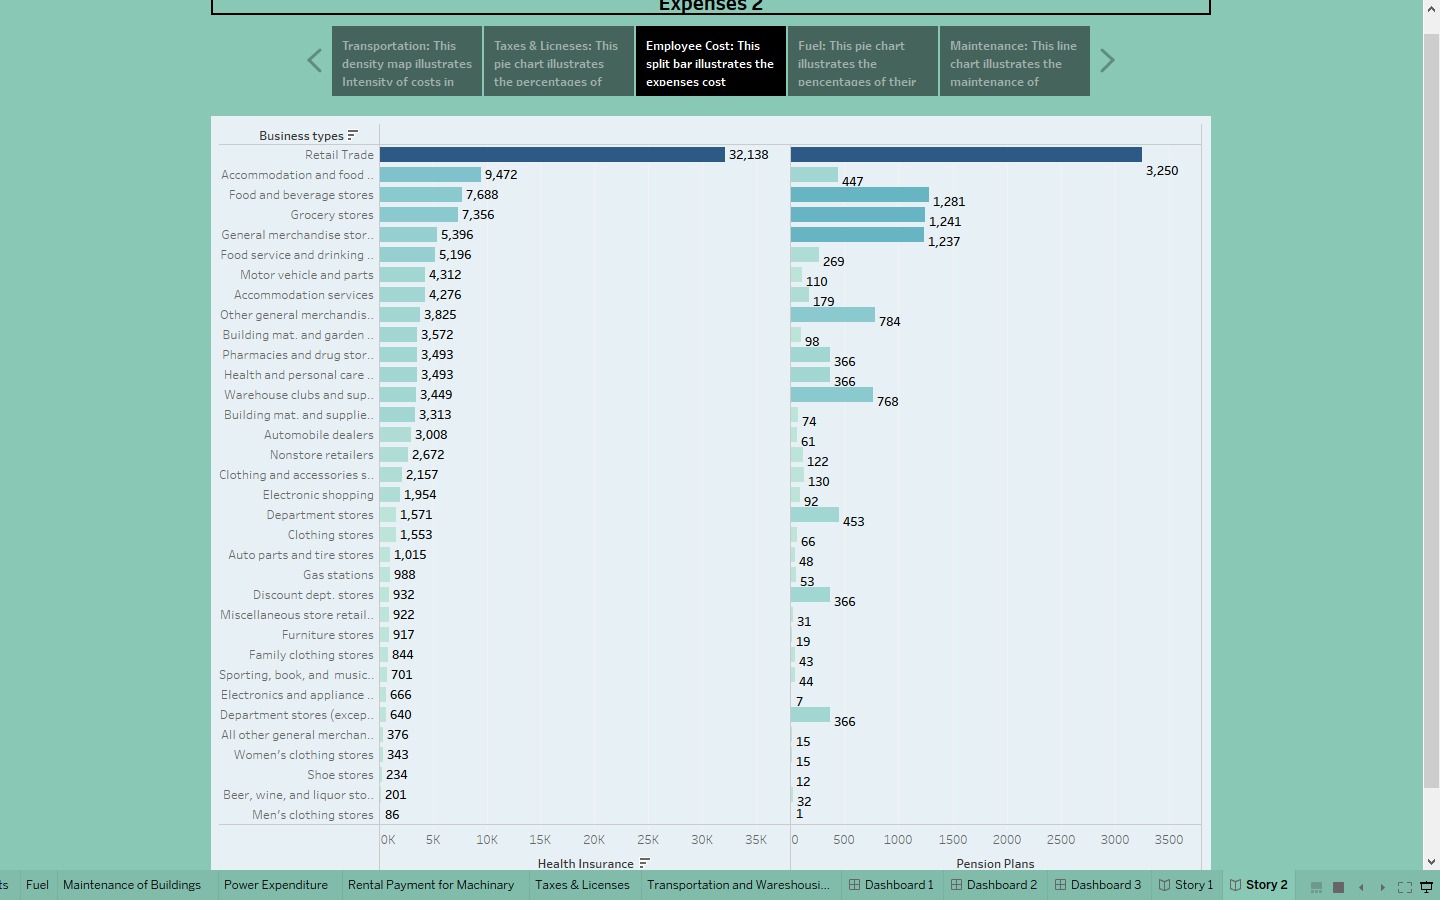 Expenses 2
Transportation: This
density map illustrates
Intensity of costs in
Taxes & Licneses: This
pie chart illustrates
the percentages of
Employee Cost: This
split bar illustrates the
expenses cost
Fuel: This pie chart
illustrates the
pencentages of their
Maintenance: This line
chart illustrates the
maintenance of
Business types
Retail Trade 32,138 3,250
Accommodation and food .. 9,472 447
Food and beverage stores 7,688 1,281
Grocery stores 7,356 1,241
General merchandise stor.. 5,396 1,237
Food service and drinking .. 5,196 269
Motor vehicle and parts 4,312 110
Accommodation services 4,276 179
Other general merchandis.. 3,825 784
Building mat. and garden .. 3,572 98
Pharmacies and drug stor.. 3,493 366
Health and personal care .. 3,493 366
Warehouse clubs and sup.. 3,449 768
Building mat. and supplie.. 3,313 74
Automobile dealers 3,008 61
Nonstore retailers 2,672 122
Clothing and accessories s.. 2,157 130
Electronic shopping 1,954 92
Department stores 1,571 453
Clothing stores 1,553 66
Auto parts and tire stores 1,015 48
Gas stations 988 53
Discount dept. stores 932 366
Miscellaneous store retail.. 922 31
Furniture stores 917 19
Family clothing stores 844 43
Sporting, book, and music.. 701 44
Electronics and appliance .. 666 7
Department stores (excep.. 640 366
All other general merchan.. 376 15
Women's clothing stores 343 15
Shoe stores 234 12
Beer, wine, and liquor sto.. 201 32
Men's clothing stores 86 1
0K 5K 10K 15K 20K 25K 30K 35K 0 500 1000 1500 2000 2500 3000 3500
Health Insurance Pension Plans
ts Fuel Maintenance of Buildings Power Expenditure Rental Payment for Machinary Taxes & Licenses Transportation and Warehousi... Dashboard 1 Dashboard 2 Dashboard 3 Story 1 Story 2